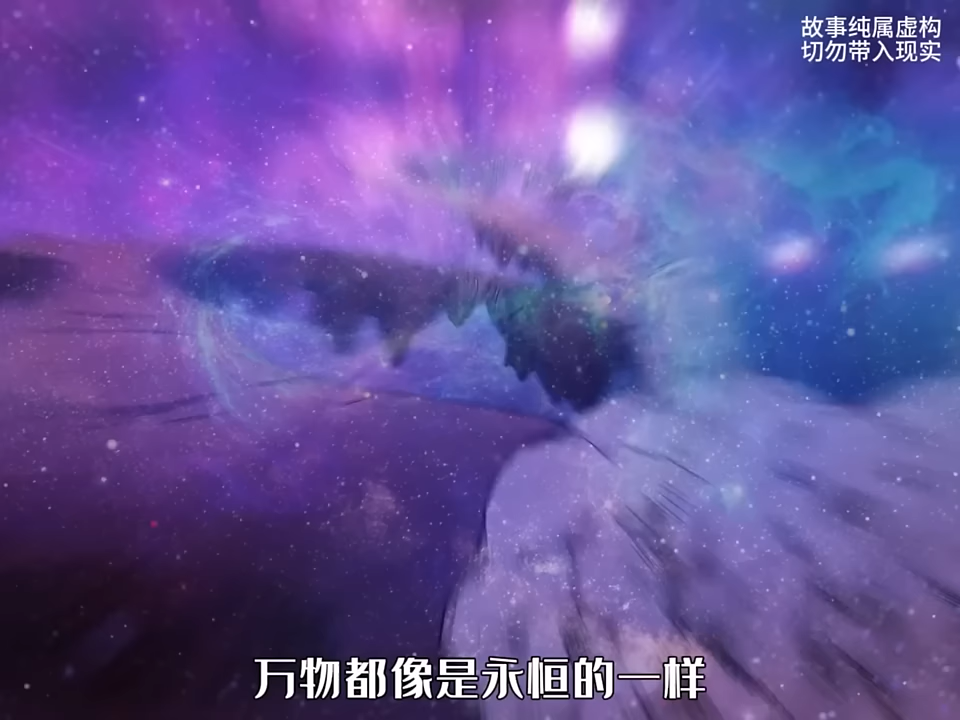 故事纯属虚构
切勿带入现实
万物都像是永恒的一样